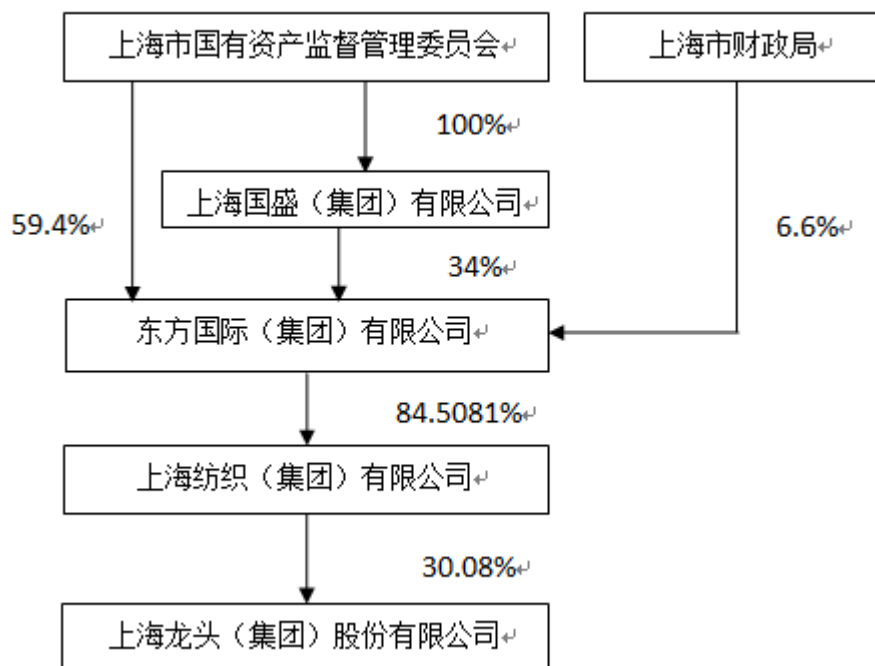 上海市国有资产监督管理委员会↵
上海市财政局↵
100%↵
上海国盛（集团）有限公司↵
59.4%↵
6.6%↵
34%↵
东方国际（集团）有限公司↵
84.5081%↵
上海纺织（集团）有限公司↵
30.08%↵
上海龙头（集团）股份有限公司↵